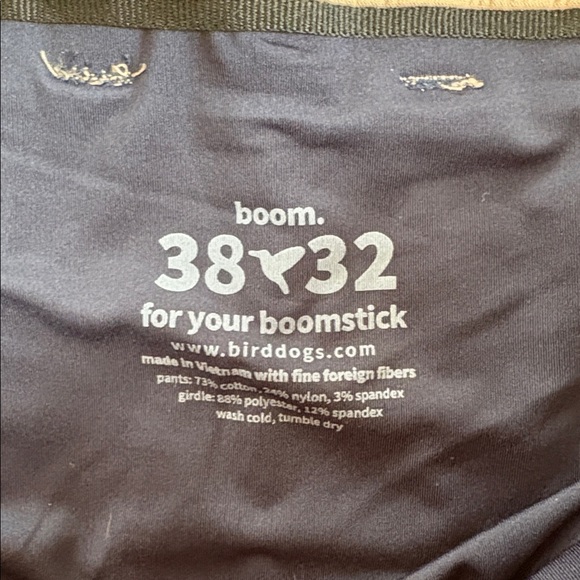 boom.
38 32
for your boomstick
www.birddogs.com
made in Vietnam with fine foreign fibers
pants: 73% cotton, 24% nylon, 3% spandex
girdle: 88% polyester, 12% spandex
wash cold, tumble dry